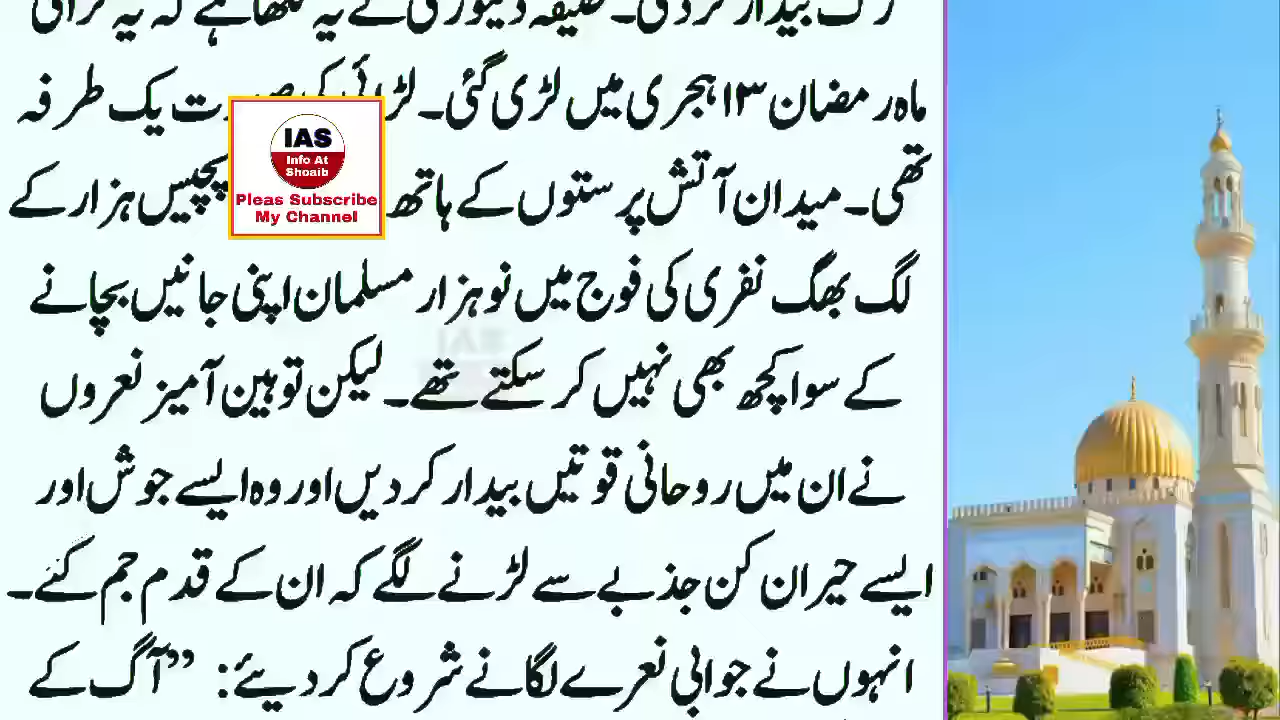 رگ بیدار کر دی۔ خلیفہ دینوری نے یہ لکھا ہے کہ یہ لڑائی
ماہ رمضان ۱۳ ہجری میں لڑی گئی۔ لڑائی کی صورت یک طرفہ
تھی۔ میدان آتش پرستوں کے ہاتھ پچیس ہزار کے
لگ بھگ نفری کی فوج میں نو ہزار مسلمان اپنی جانیں بچانے
کے سوا کچھ بھی نہیں کر سکتے تھے۔ لیکن توہین آمیز نعروں
نے ان میں روحانی قوتیں بیدار کر دیں اور وہ ایسے جوش اور
ایسے حیران کن جذبے سے لڑنے لگے کہ ان کے قدم جم گئے۔
انہوں نے جوابی نعرے لگانے شروع کر دیئے: ”آگ کے
IAS
Info At
Shoaib
Pleas Subscribe
My Channel
IAS